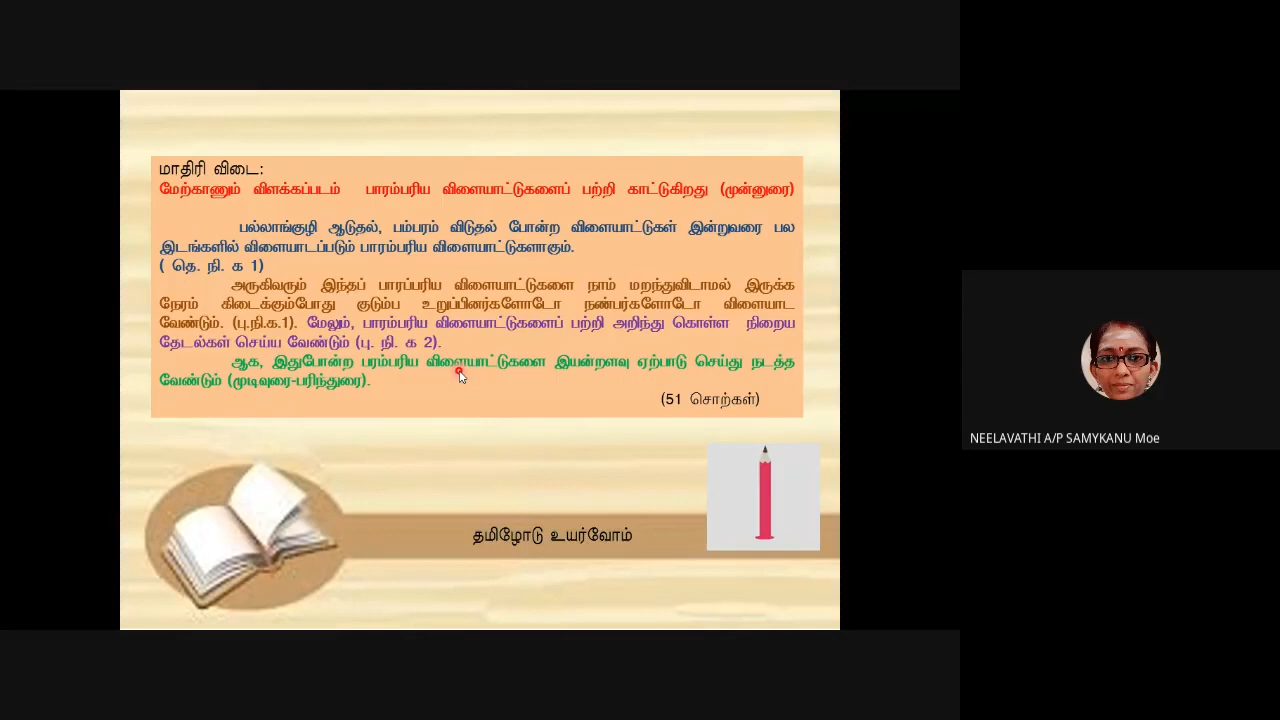 மாதிரி விடை:
மேற்காணும் விளக்கப்படம் பாரம்பரிய விளையாட்டுகளைப் பற்றி காட்டுகிறது (முன்னுரை)
பல்லாங்குழி ஆடுதல், பம்பரம் விடுதல் போன்ற விளையாட்டுகள் இன்றுவரை பல
இடங்களில் விளையாடப்படும் பாரம்பரிய விளையாட்டுகளாகும்.
( தெ. நி. க 1)
அருகிவரும் இந்தப் பாரப்பரிய விளையாட்டுகளை நாம் மறந்துவிடாமல் இருக்க
நேரம் கிடைக்கும்போது குடும்ப உறுப்பினர்களோடோ நண்பர்களோடோ விளையாட
வேண்டும். (பு.நி.க.1). மேலும், பாரம்பரிய விளையாட்டுகளைப் பற்றி அறிந்து கொள்ள நிறைய
தேடல்கள் செய்ய வேண்டும் (பு. நி. க 2).
ஆக, இதுபோன்ற பரம்பரிய விளையாட்டுகளை இயன்றளவு ஏற்பாடு செய்து நடத்த
வேண்டும் (முடிவுரை-பரிந்துரை).
(51 சொற்கள்)
தமிழோடு உயர்வோம்
NEELAVATHI A/P SAMYKANU Moe